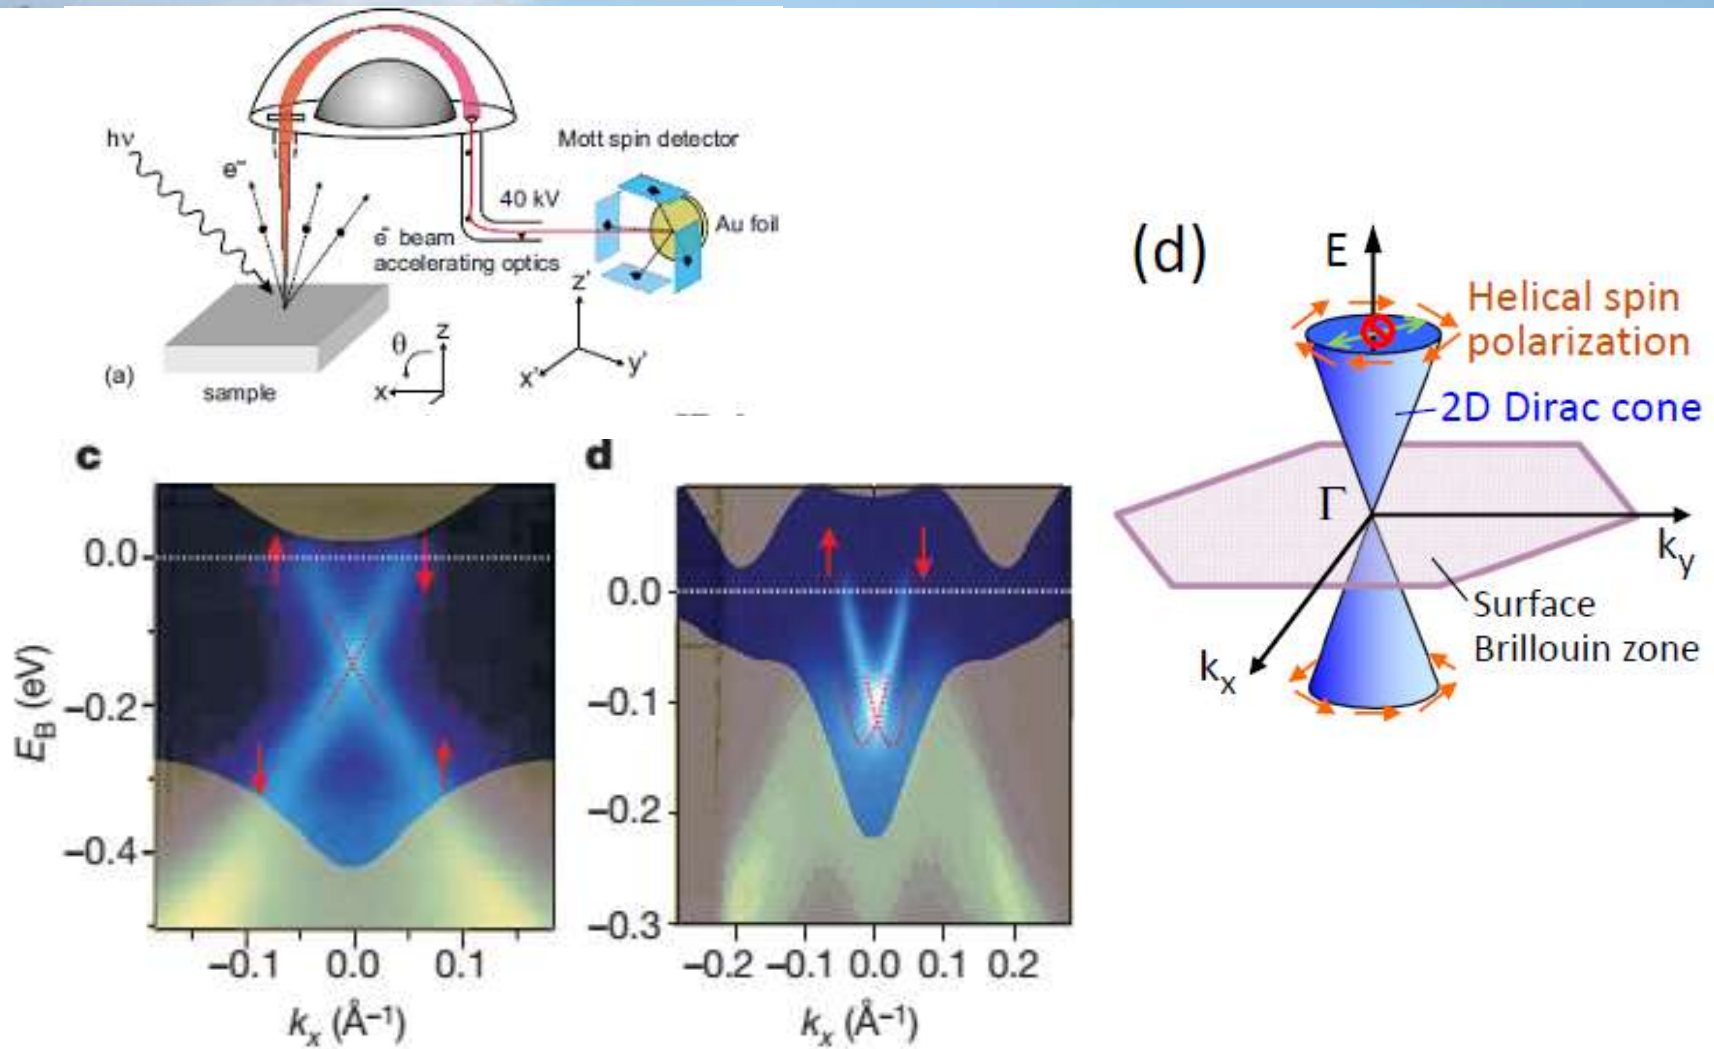 hν
e⁻
Mott spin detector
40 kV
Au foil
e⁻ beam
accelerating optics
z'
x'
y'
θ
z
x
(a)
sample
(d)
E
Helical spin
polarization
2D Dirac cone
Γ
k_y
k_x
Surface
Brillouin zone
c
0.0
−0.2
−0.4
E_B (eV)
−0.1 0.0 0.1
k_x (Å⁻¹)
d
0.0
−0.1
−0.2
−0.3
−0.2 −0.1 0.0 0.1 0.2
k_x (Å⁻¹)